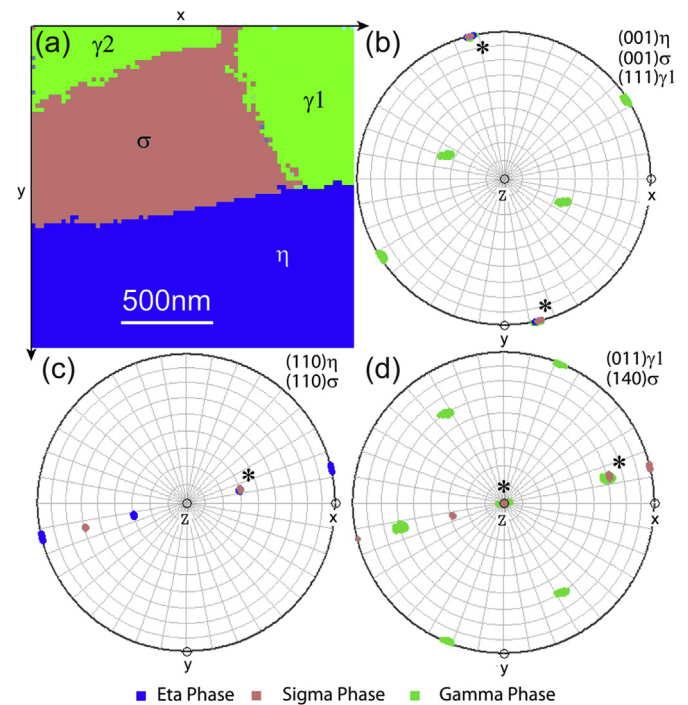 x
(a)
γ2
γ1
σ
y
η
500nm
(b)
(001)η
(001)σ
(111)γ1
*
z
x
*
y
(c)
(110)η
(110)σ
*
z
x
y
(d)
(011)γ1
(140)σ
*
*
z
x
y
Eta Phase
Sigma Phase
Gamma Phase